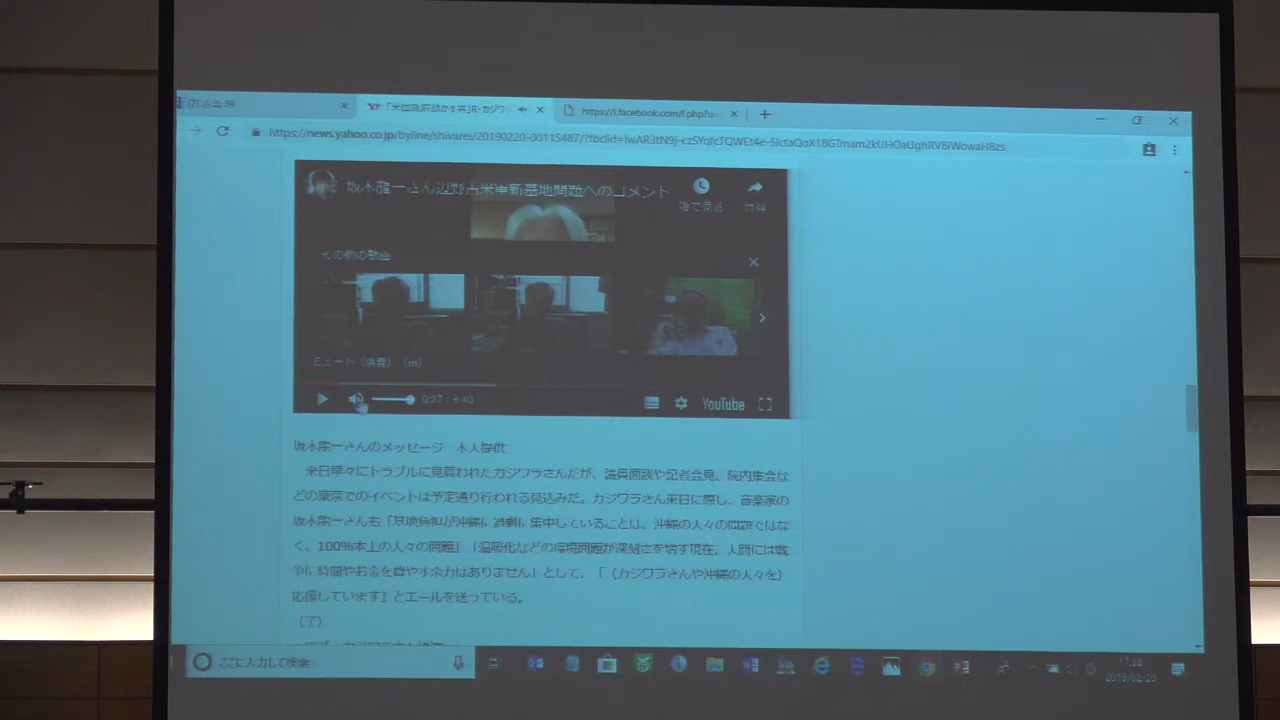 「米国政府動かす男」R・カジワ
https://l.facebook.com/l.php?u=
https://news.yahoo.co.jp/byline/shivarei/20190220-00115487/?fbclid=
坂本龍一さん辺野古米軍新基地問題へのコメント
後で見る 共有
その他の動画
ミュート(消音) (m)
0:27 / 6:40
YouTube
坂本龍一さんのメッセージ 本人提供
来日早々にトラブルに見舞われたカジワラさんだが、議員面談や記者会見、院内集会な
どの東京でのイベントは予定通り行われる見込みだ。カジワラさん来日に際し、音楽家の
坂本龍一さんも「基地負担が沖縄に過剰に集中していることは、沖縄の人々の問題ではな
く、100%本土の人々の問題」「温暖化などの環境問題が深刻さを増す現在、人間には戦
争に時間やお金を費やす余力はありません」として、「（カジワラさんや沖縄の人々を）
応援しています」とエールを送っている。
（了）
ここに入力して検索
17:38
2019/02/20